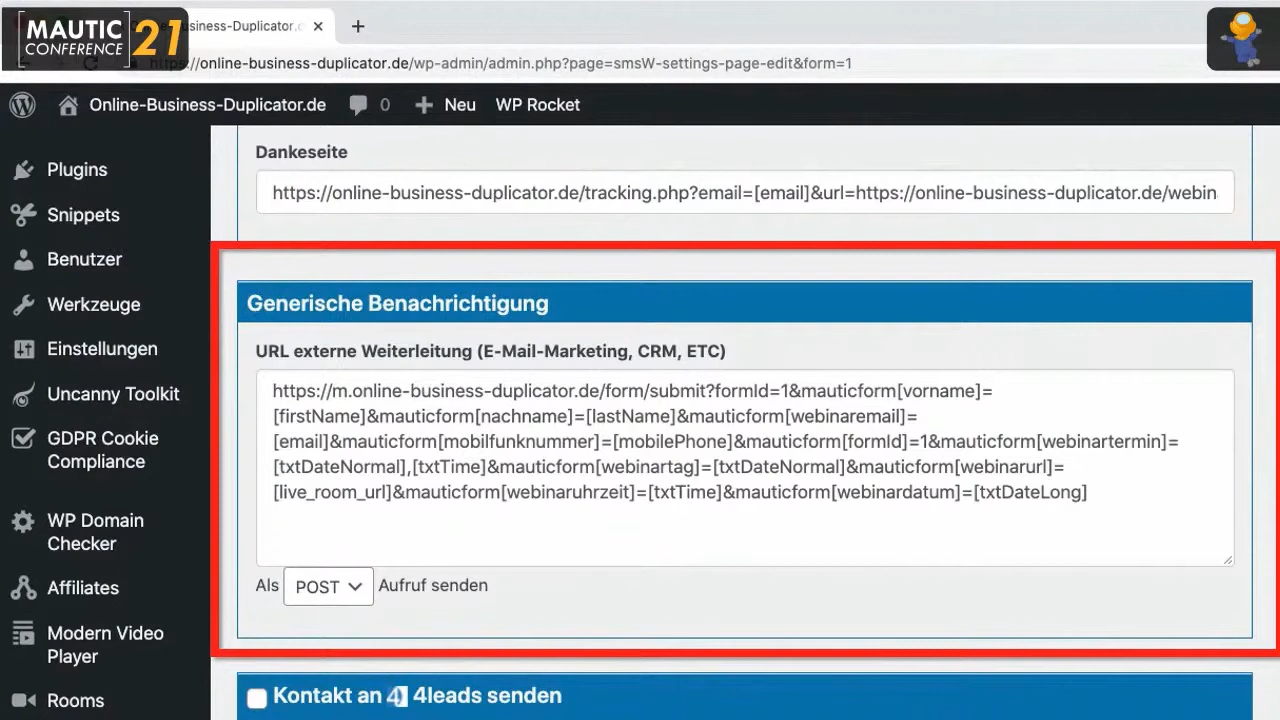 MAUTIC
CONFERENCE 21
usiness-Duplicator.c
https://online-business-duplicator.de/wp-admin/admin.php?page=smsW-settings-page-edit&form=1
Online-Business-Duplicator.de 0 Neu WP Rocket
Plugins
Snippets
Benutzer
Werkzeuge
Einstellungen
Uncanny Toolkit
GDPR Cookie
Compliance
WP Domain
Checker
Affiliates
Modern Video
Player
Rooms
Dankeseite
https://online-business-duplicator.de/tracking.php?email=[email]&url=https://online-business-duplicator.de/webin
Generische Benachrichtigung
URL externe Weiterleitung (E-Mail-Marketing, CRM, ETC)
https://m.online-business-duplicator.de/form/submit?formId=1&mauticform[vorname]=
[firstName]&mauticform[nachname]=[lastName]&mauticform[webinaremail]=
[email]&mauticform[mobilfunknummer]=[mobilePhone]&mauticform[formId]=1&mauticform[webinartermin]=
[txtDateNormal],[txtTime]&mauticform[webinartag]=[txtDateNormal]&mauticform[webinarurl]=
[live_room_url]&mauticform[webinaruhrzeit]=[txtTime]&mauticform[webinardatum]=[txtDateLong]
Als POST Aufruf senden
Kontakt an 4leads senden